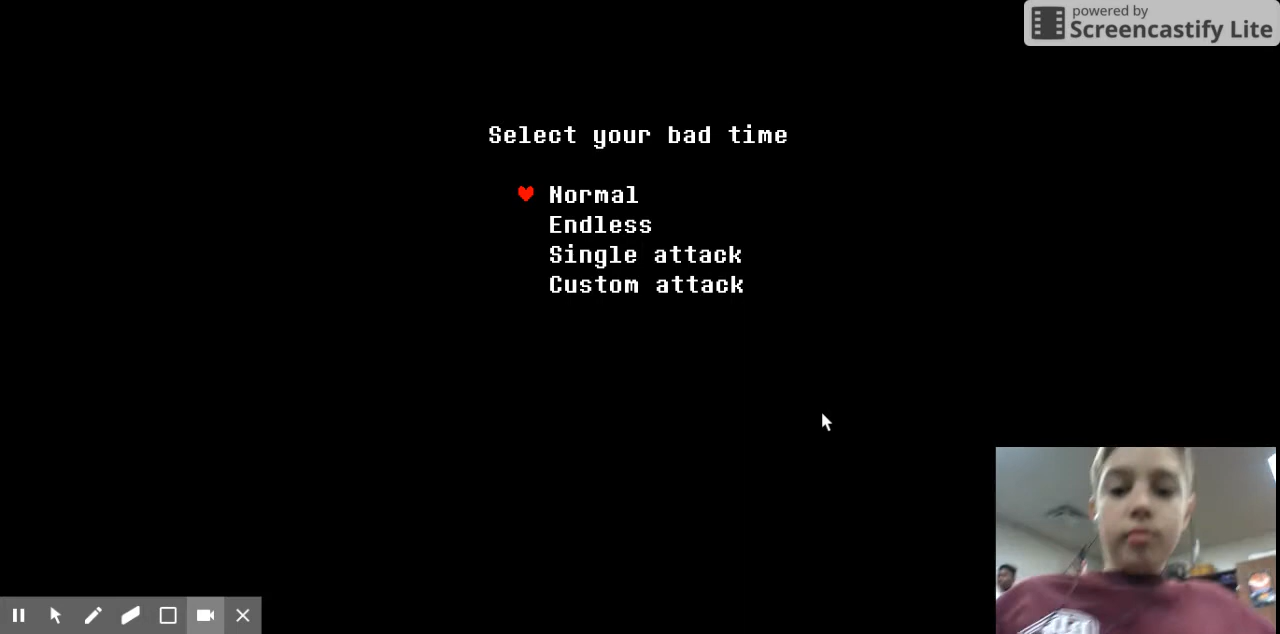 powered by
Screencastify Lite
Select your bad time
Normal
Endless
Single attack
Custom attack